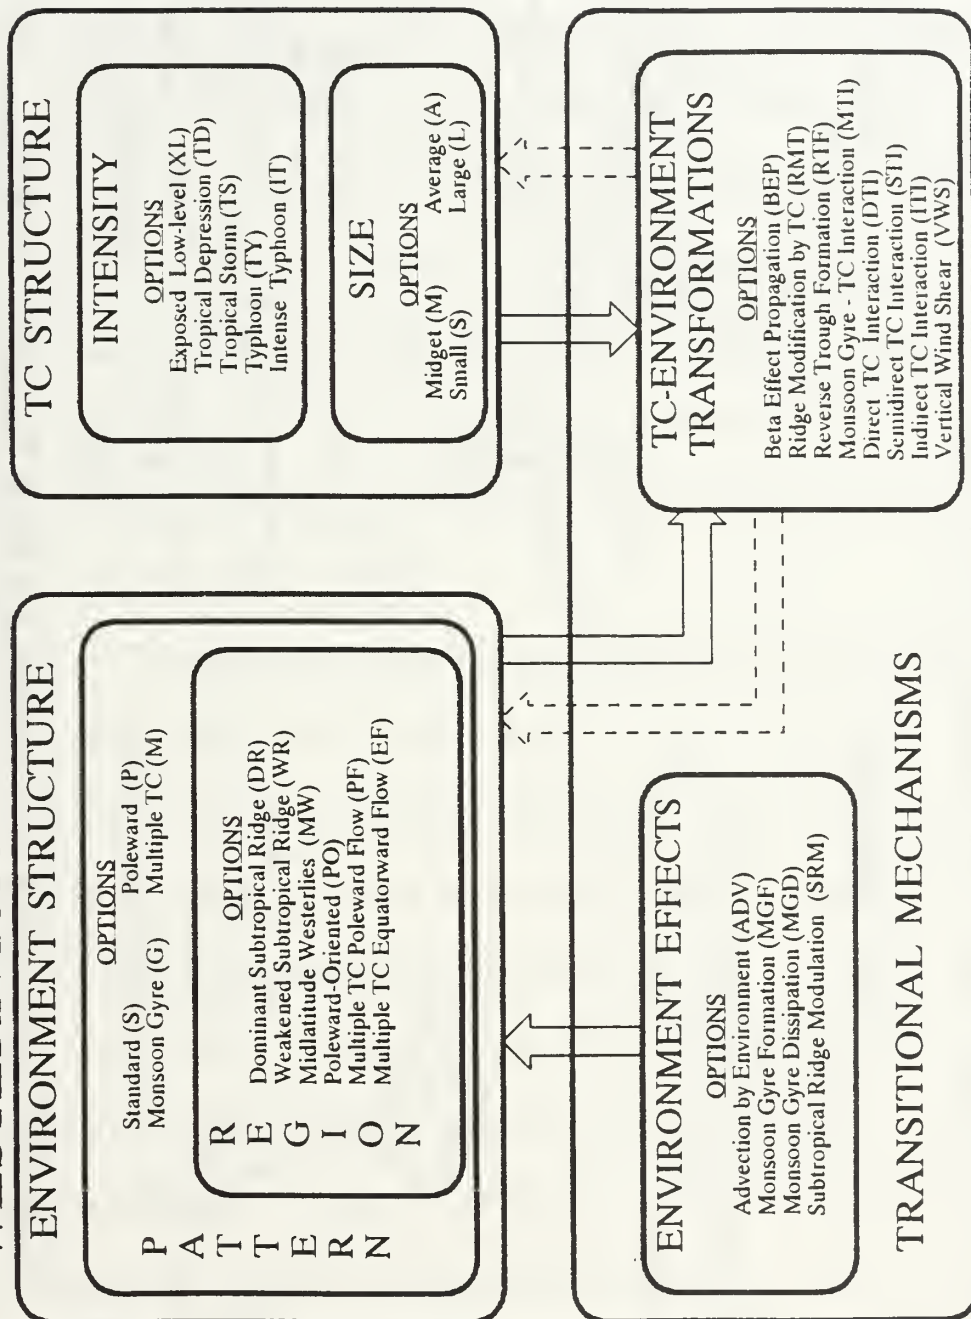 ENVIRONMENT STRUCTURE
PATTERN
OPTIONS
Standard (S) Poleward (P)
Monsoon Gyre (G) Multiple TC (M)
REGION
OPTIONS
Dominant Subtropical Ridge (DR)
Weakened Subtropical Ridge (WR)
Midlatitude Westerlies (MW)
Poleward-Oriented (PO)
Multiple TC Poleward Flow (PF)
Multiple TC Equatorward Flow (EF)
TC STRUCTURE
INTENSITY
OPTIONS
Exposed Low-level (XL)
Tropical Depression (TD)
Tropical Storm (TS)
Typhoon (TY)
Intense Typhoon (IT)
SIZE
OPTIONS
Midget (M) Average (A)
Small (S) Large (L)
ENVIRONMENT EFFECTS
OPTIONS
Advection by Environment (ADV)
Monsoon Gyre Formation (MGF)
Monsoon Gyre Dissipation (MGD)
Subtropical Ridge Modulation (SRM)
TC-ENVIRONMENT
TRANSFORMATIONS
OPTIONS
Beta Effect Propagation (BEP)
Ridge Modification by TC (RMT)
Reverse Trough Formation (RTF)
Monsoon Gyre - TC Interaction (MTI)
Direct TC Interaction (DTI)
Semidirect TC Interaction (STI)
Indirect TC Interaction (ITI)
Vertical Wind Shear (VWS)
TRANSITIONAL MECHANISMS